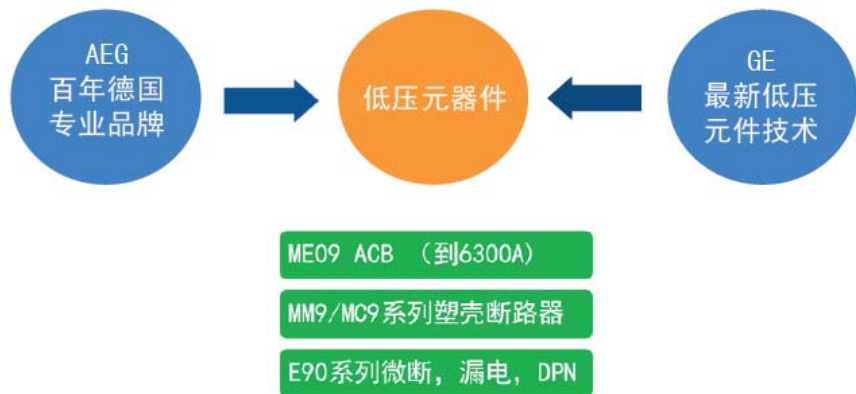 AEG
百年德国
专业品牌
低压元器件
GE
最新低压
元件技术
ME09 ACB （到6300A）
MM9/MC9系列塑壳断路器
E90系列微断，漏电，DPN